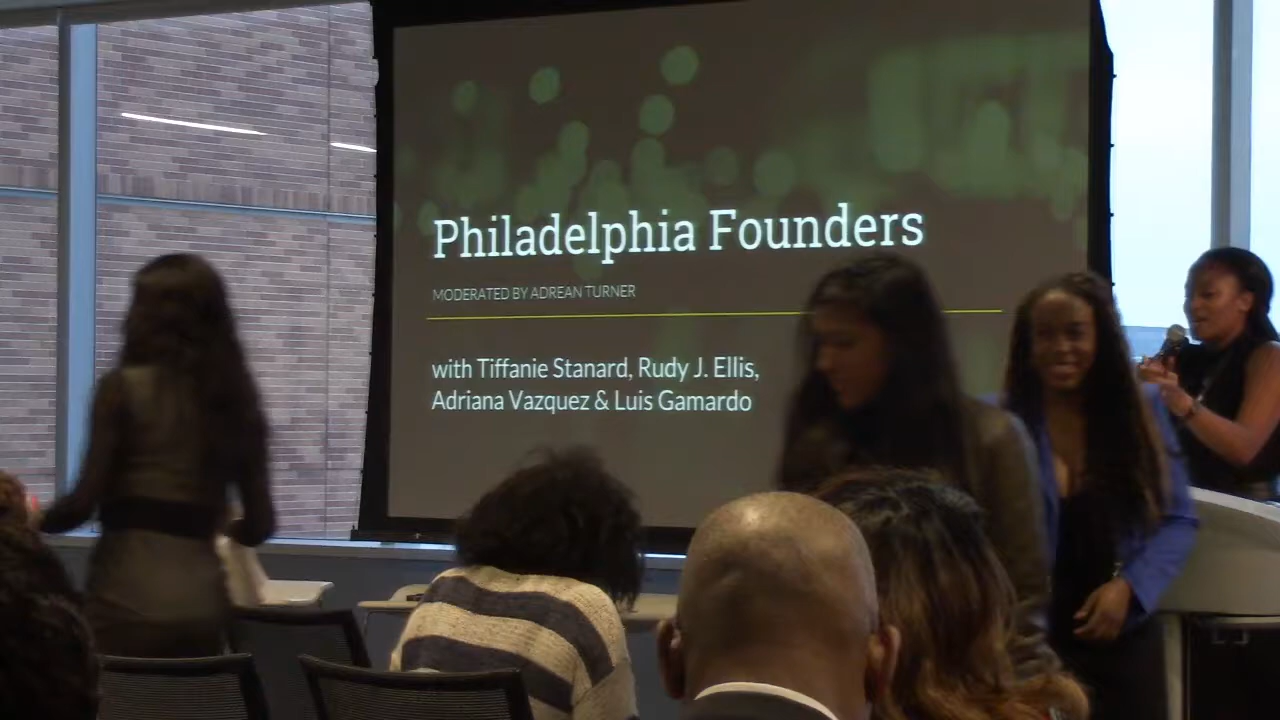 Philadelphia Founders
MODERATED BY ADREAN TURNER
with Tiffanie Stanard, Rudy J. Ellis,
Adriana Vazquez & Luis Gamardo